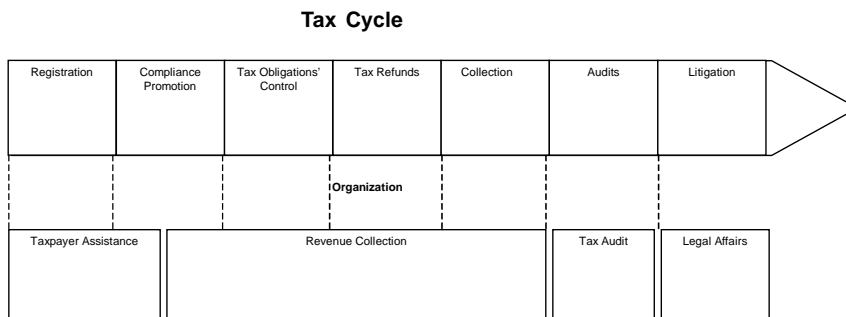 Tax Cycle
Registration
Compliance
Promotion
Tax Obligations'
Control
Tax Refunds
Collection
Audits
Litigation
Organization
Taxpayer Assistance
Revenue Collection
Tax Audit
Legal Affairs